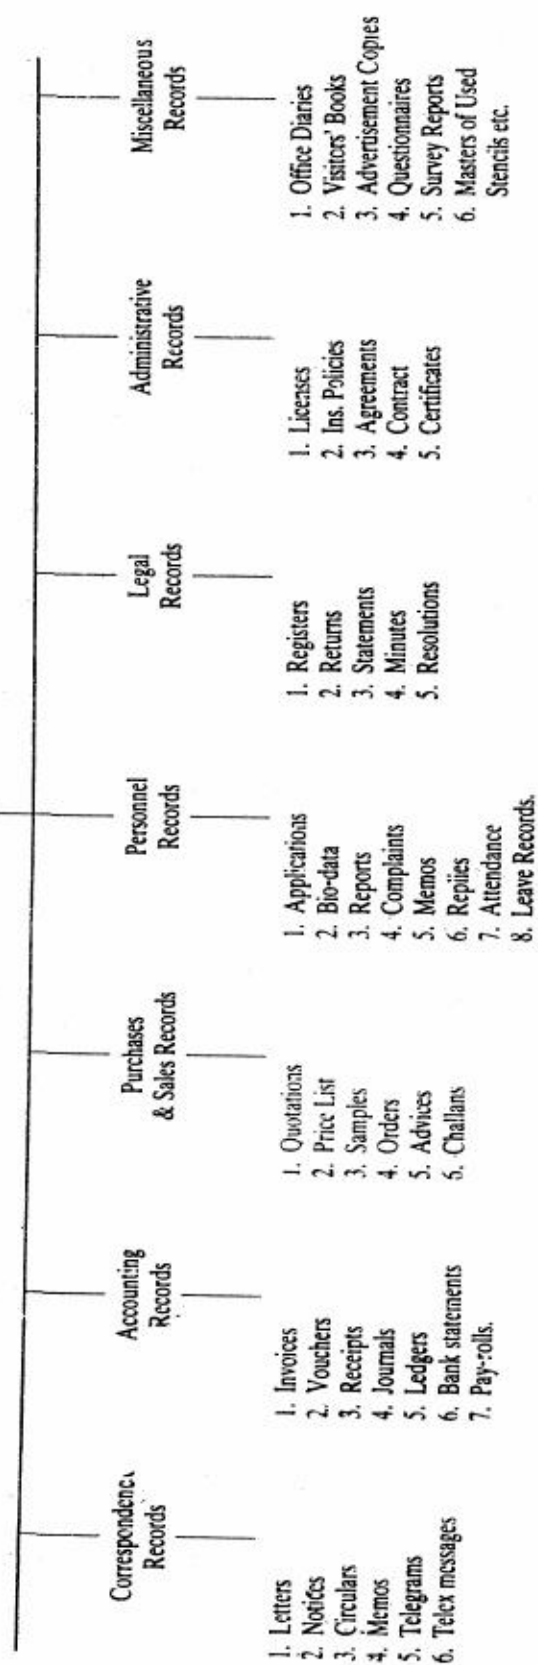 Correspondence
Records
1. Letters
2. Notices
3. Circulars
4. Memos
5. Telegrams
6. Telex messages
Accounting
Records
1. Invoices
2. Vouchers
3. Receipts
4. Journals
5. Ledgers
6. Bank statements
7. Pay-rolls.
Purchases
& Sales Records
1. Quotations
2. Price List
3. Samples
4. Orders
5. Advices
6. Challans
Personnel
Records
1. Applications
2. Bio-data
3. Reports
4. Complaints
5. Memos
6. Replies
7. Attendance
8. Leave Records.
Legal
Records
1. Registers
2. Returns
3. Statements
4. Minutes
5. Resolutions
Administrative
Records
1. Licenses
2. Ins. Policies
3. Agreements
4. Contract
5. Certificates
Miscellaneous
Records
1. Office Diaries
2. Visitors' Books
3. Advertisement Copies
4. Questionnaires
5. Survey Reports
6. Masters of Used
Stencils etc.